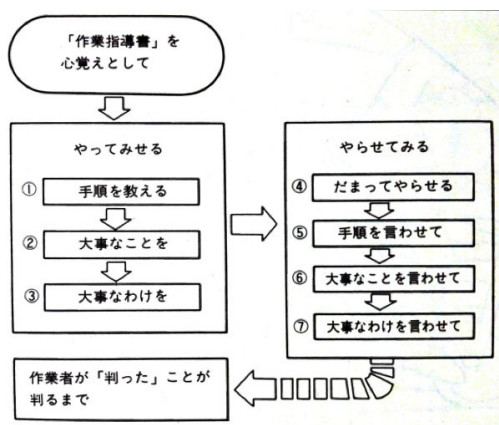 「作業指導書」を
心覚えとして
やってみせる
① 手順を教える
② 大事なことを
③ 大事なわけを
やらせてみる
④ だまってやらせる
⑤ 手順を言わせて
⑥ 大事なことを言わせて
⑦ 大事なわけを言わせて
作業者が「判った」ことが
判るまで